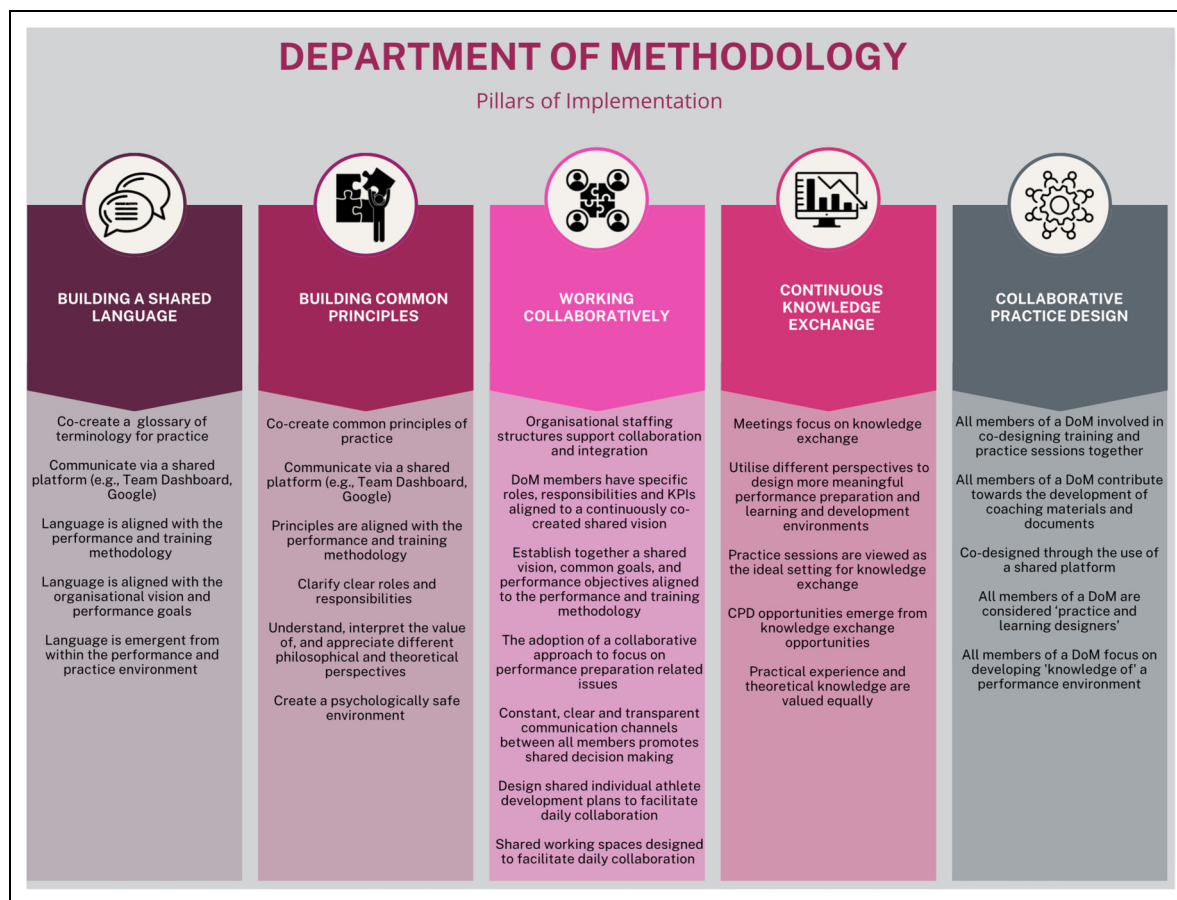 DEPARTMENT OF METHODOLOGY
Pillars of Implementation
BUILDING A SHARED
LANGUAGE
Co-create a glossary of
terminology for practice
Communicate via a shared
platform (e.g., Team Dashboard,
Google)
Language is aligned with the
performance and training
methodology
Language is aligned with the
organisational vision and
performance goals
Language is emergent from
within the performance and
practice environment
BUILDING COMMON
PRINCIPLES
Co-create common principles of
practice
Communicate via a shared
platform (e.g., Team Dashboard,
Google)
Principles are aligned with the
performance and training
methodology
Clarify clear roles and
responsibilities
Understand, interpret the value
of, and appreciate different
philosophical and theoretical
perspectives
Create a psychologically safe
environment
WORKING
COLLABORATIVELY
Organisational staffing
structures support collaboration
and integration
DoM members have specific
roles, responsibilities and KPIs
aligned to a continuously co-
created shared vision
Establish together a shared
vision, common goals, and
performance objectives aligned
to the performance and training
methodology
The adoption of a collaborative
approach to focus on
performance preparation related
issues
Constant, clear and transparent
communication channels
between all members promotes
shared decision making
Design shared individual athlete
development plans to facilitate
daily collaboration
Shared working spaces designed
to facilitate daily collaboration
CONTINUOUS
KNOWLEDGE
EXCHANGE
Meetings focus on knowledge
exchange
Utilise different perspectives to
design more meaningful
performance preparation and
learning and development
environments
Practice sessions are viewed as
the ideal setting for knowledge
exchange
CPD opportunities emerge from
knowledge exchange
opportunities
Practical experience and
theoretical knowledge are
valued equally
COLLABORATIVE
PRACTICE DESIGN
All members of a DoM involved in
co-designing training and
practice sessions together
All members of a DoM contribute
towards the development of
coaching materials and
documents
Co-designed through the use of
a shared platform
All members of a DoM are
considered ‘practice and
learning designers’
All members of a DoM focus on
developing 'knowledge of' a
performance environment